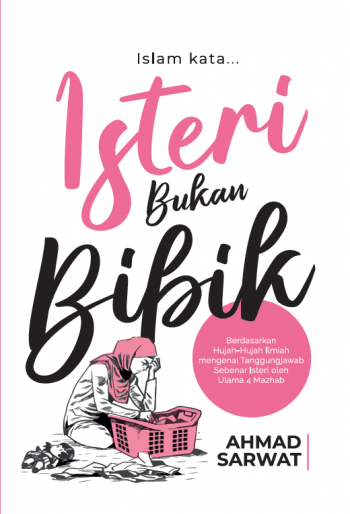 Islam kata...
Isteri
Bukan
Bibik
Berdasarkan
Hujah-Hujah Ilmiah
mengenai Tanggungjawab
Sebenar Isteri oleh
Ulama 4 Mazhab
AHMAD
SARWAT